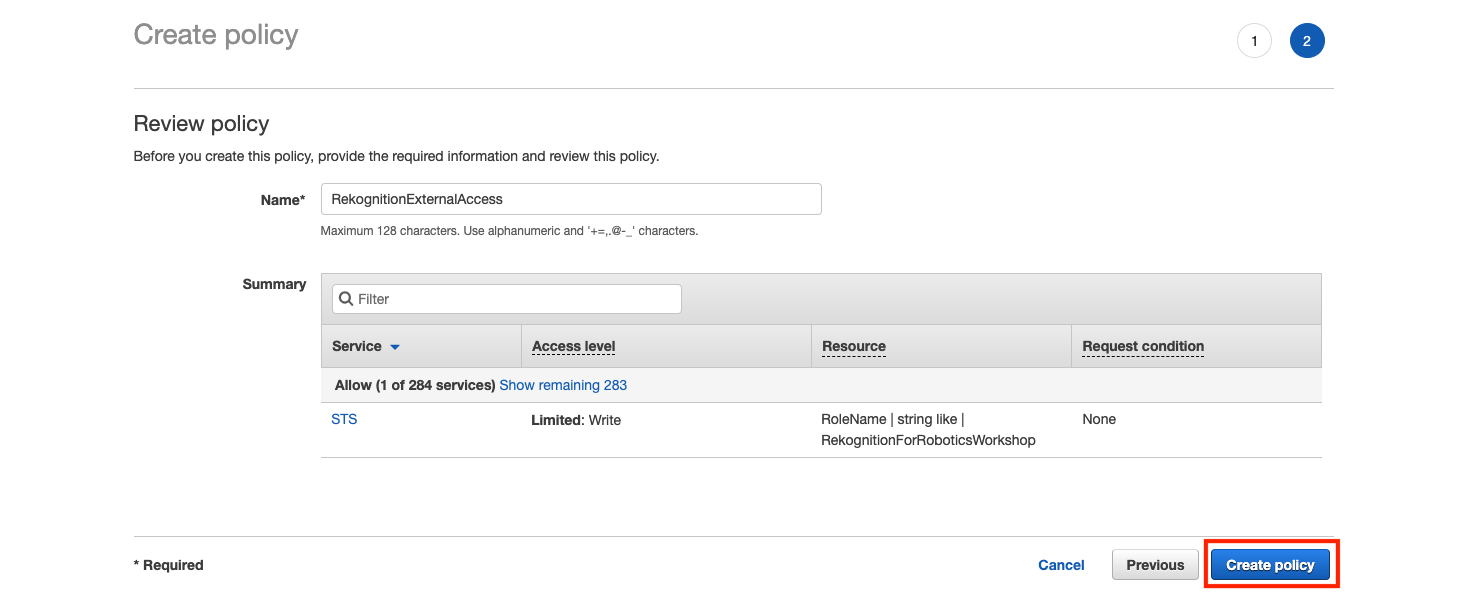 Create policy
1
2
Review policy
Before you create this policy, provide the required information and review this policy.
Name* RekognitionExternalAccess
Maximum 128 characters. Use alphanumeric and '+=,.@-_' characters.
Summary
Filter
Service Access level Resource Request condition
Allow (1 of 284 services) Show remaining 283
STS Limited: Write RoleName | string like | None
RekognitionForRoboticsWorkshop
* Required Cancel Previous Create policy